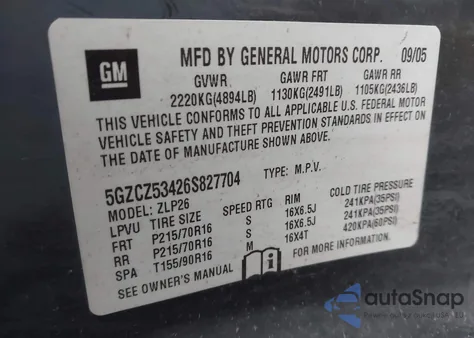 GM
MFD BY GENERAL MOTORS CORP. 09/05
GVWR GAWR FRT GAWR RR
2220KG(4894LB) 1130KG(2491LB) 1105KG(2436LB)
THIS VEHICLE CONFORMS TO ALL APPLICABLE U.S. FEDERAL MOTOR
VEHICLE SAFETY AND THEFT PREVENTION STANDARDS IN EFFECT ON
THE DATE OF MANUFACTURE SHOWN ABOVE.
5GZCZ53426S827704 TYPE: M.P.V.
MODEL: ZLP26
LPVU TIRE SIZE SPEED RTG RIM COLD TIRE PRESSURE
FRT P215/70R16 S 16X6.5J 241KPA(35PSI)
RR P215/70R16 S 16X6.5J 241KPA(35PSI)
SPA T155/90R16 M 16X4T 420KPA(60PSI)
SEE OWNER'S MANUAL FOR MORE INFORMATION.
autoSnap